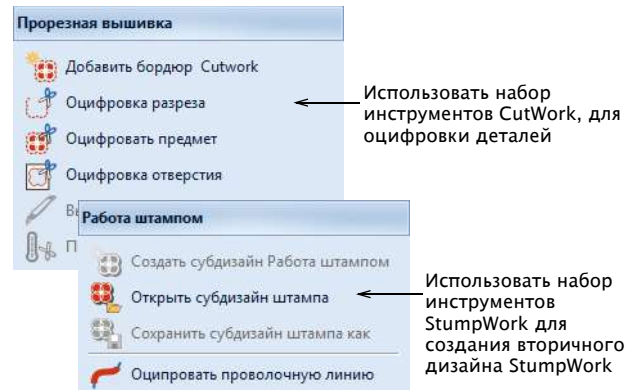 Прорезная вышивка
Добавить бордюр Cutwork
Оцифровка разреза
Оцифровать предмет
Оцифровка отверстия
Использовать набор
инструментов CutWork, для
оцифровки деталей
Работа штампом
Создать субдизайн Работа штампом
Открыть субдизайн штампа
Сохранить субдизайн штампа как
Оципровать проволочную линию
Использовать набор
инструментов
StumpWork для
создания вторичного
дизайна StumpWork